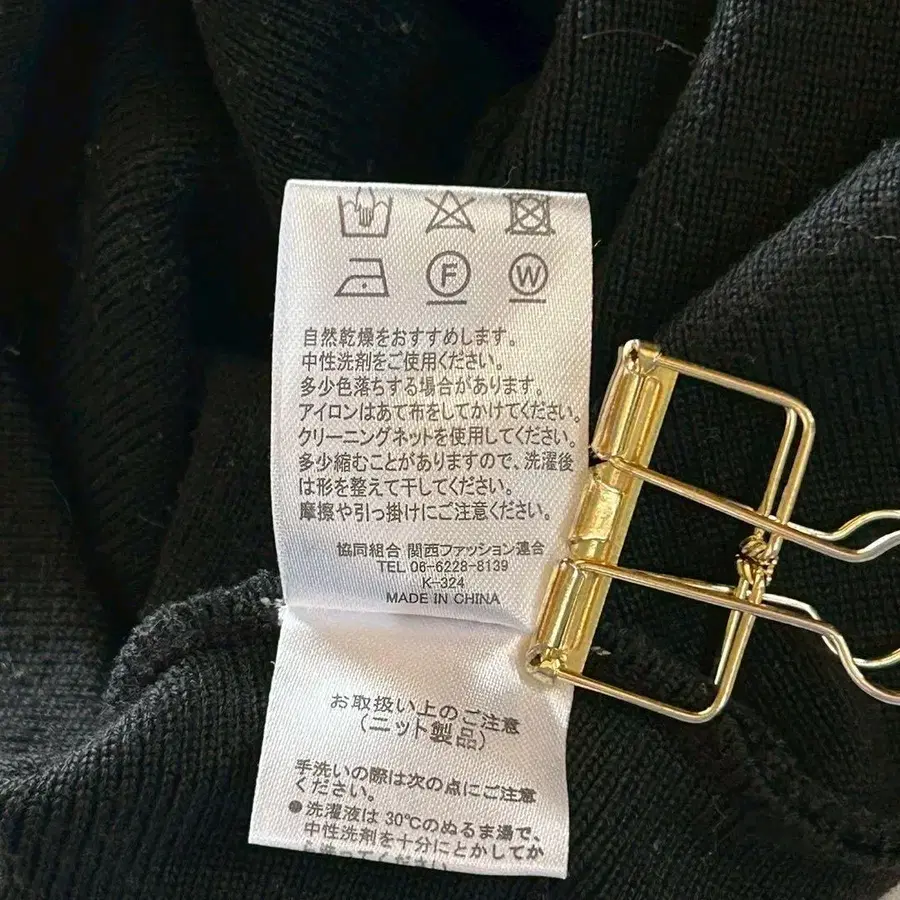 F W
自然乾燥をおすすめします。
中性洗剤をご使用ください。
多少色落ちする場合があります。
アイロンはあて布をしてかけてください。
クリーニングネットを使用してください。
多少縮むことがありますので、洗濯後
は形を整えて干してください。
摩擦や引っ掛けにご注意ください。
協同組合 関西ファッション連合
TEL 06-6228-8139
K-324
MADE IN CHINA
お取扱い上のご注意
(ニット製品)
手洗いの際は次の点にご注意
ください。
●洗濯液は30℃のぬるま湯で、
中性洗剤を十分にとかしてか
ら洗ってください